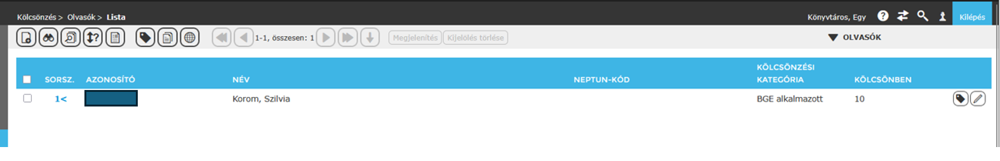 Kölcsönzés > Olvasók > Lista
Könyvtáros, Egy
Kilépés
1-1, összesen: 1
Megjelenítés
Kijelölés törlése
OLVASÓK
SORSZ. AZONOSÍTÓ NÉV NEPTUN-KÓD KÖLCSÖNZÉSI KATEGÓRIA KÖLCSÖNBEN
1< Korom, Szilvia BGE alkalmazott 10